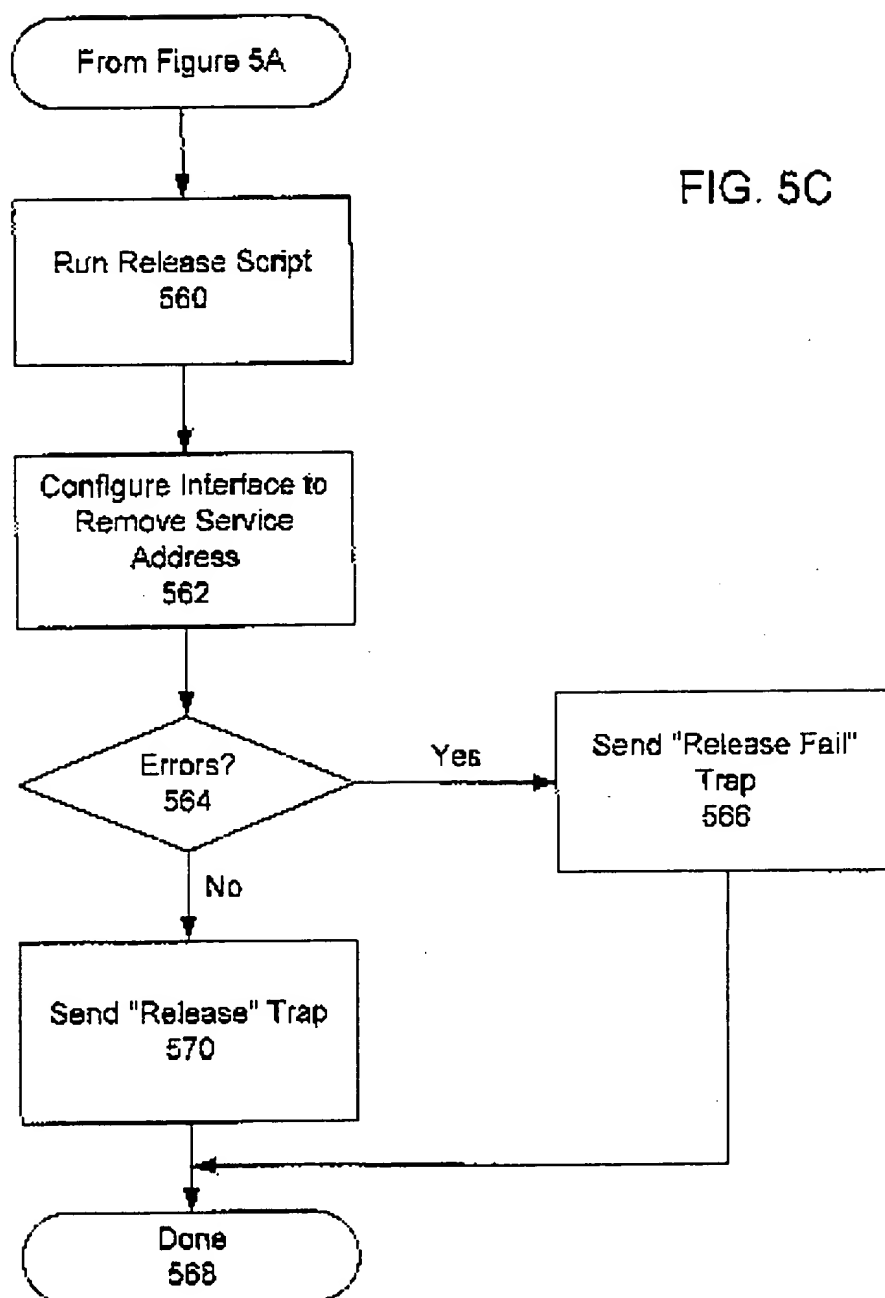 From Figure 5A
FIG. 5C
Run Release Script
560
Configure Interface to
Remove Service
Address
562
Errors?
564
Yes
Send "Release Fail"
Trap
566
No
Send "Release" Trap
570
Done
568